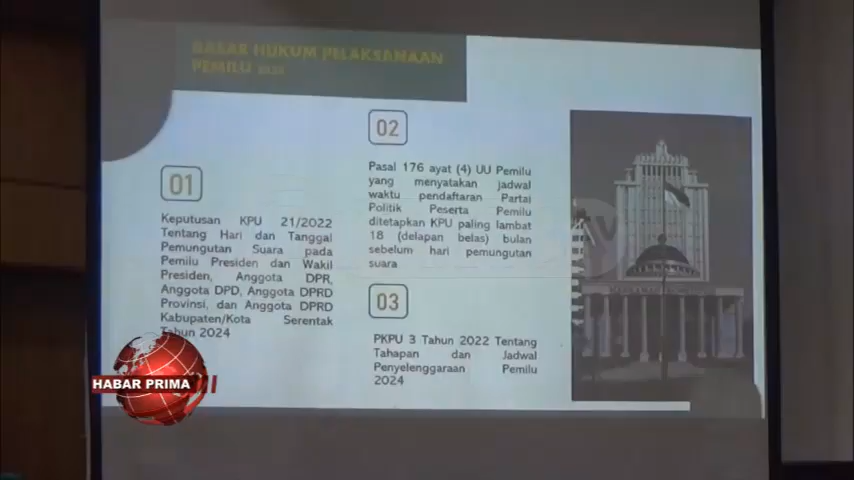 DASAR HUKUM PELAKSANAAN
PEMILU
01
Keputusan KPU 21/2022
Tentang Hari dan Tanggal
Pemungutan Suara pada
Pemilu Presiden dan Wakil
Presiden, Anggota DPR,
Anggota DPD, Anggota DPRD
Provinsi, dan Anggota DPRD
Kabupaten/Kota Serentak
Tahun 2024
02
Pasal 176 ayat (4) UU Pemilu
yang menyatakan jadwal
waktu pendaftaran Partai
Politik Peserta Pemilu
ditetapkan KPU paling lambat
18 (delapan belas) bulan
sebelum hari pemungutan
suara
03
PKPU 3 Tahun 2022 Tentang
Tahapan dan Jadwal
Penyelenggaraan Pemilu
2024
HABAR PRIMA